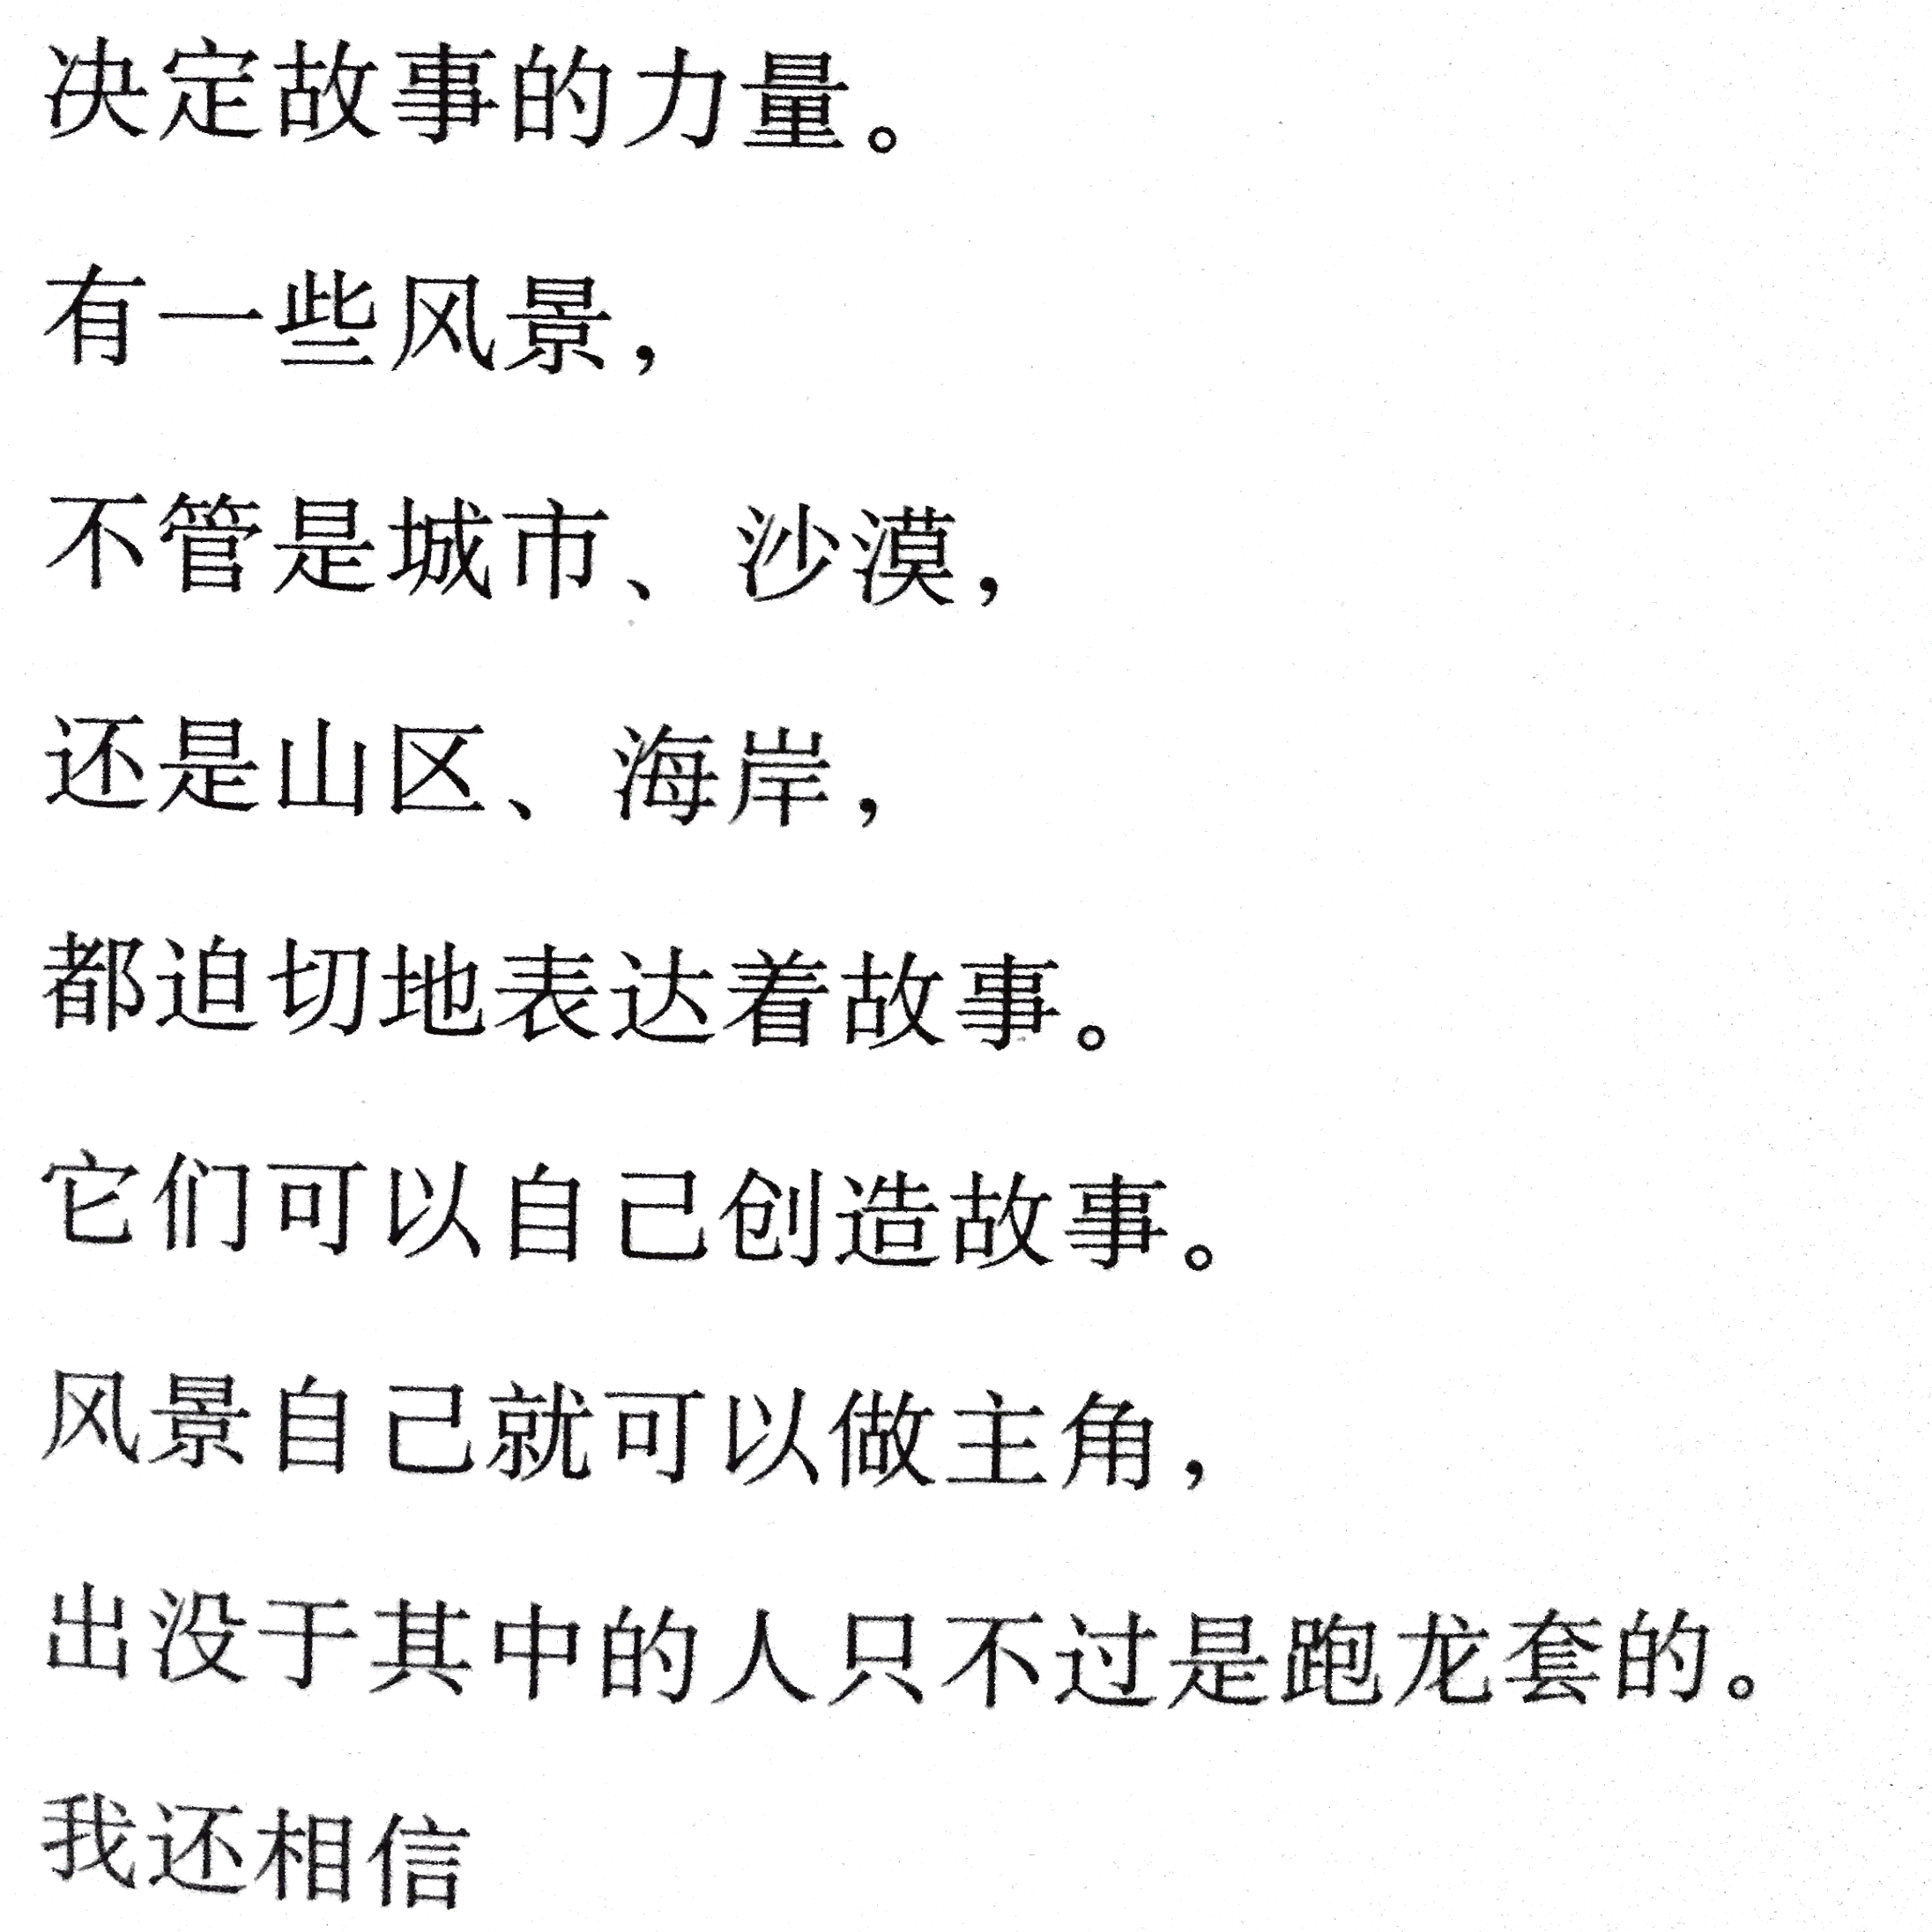 决定故事的力量。
有一些风景，
不管是城市、沙漠，
还是山区、海岸，
都迫切地表达着故事。
它们可以自己创造故事。
风景自己就可以做主角，
出没于其中的人只不过是跑龙套的。
我还相信